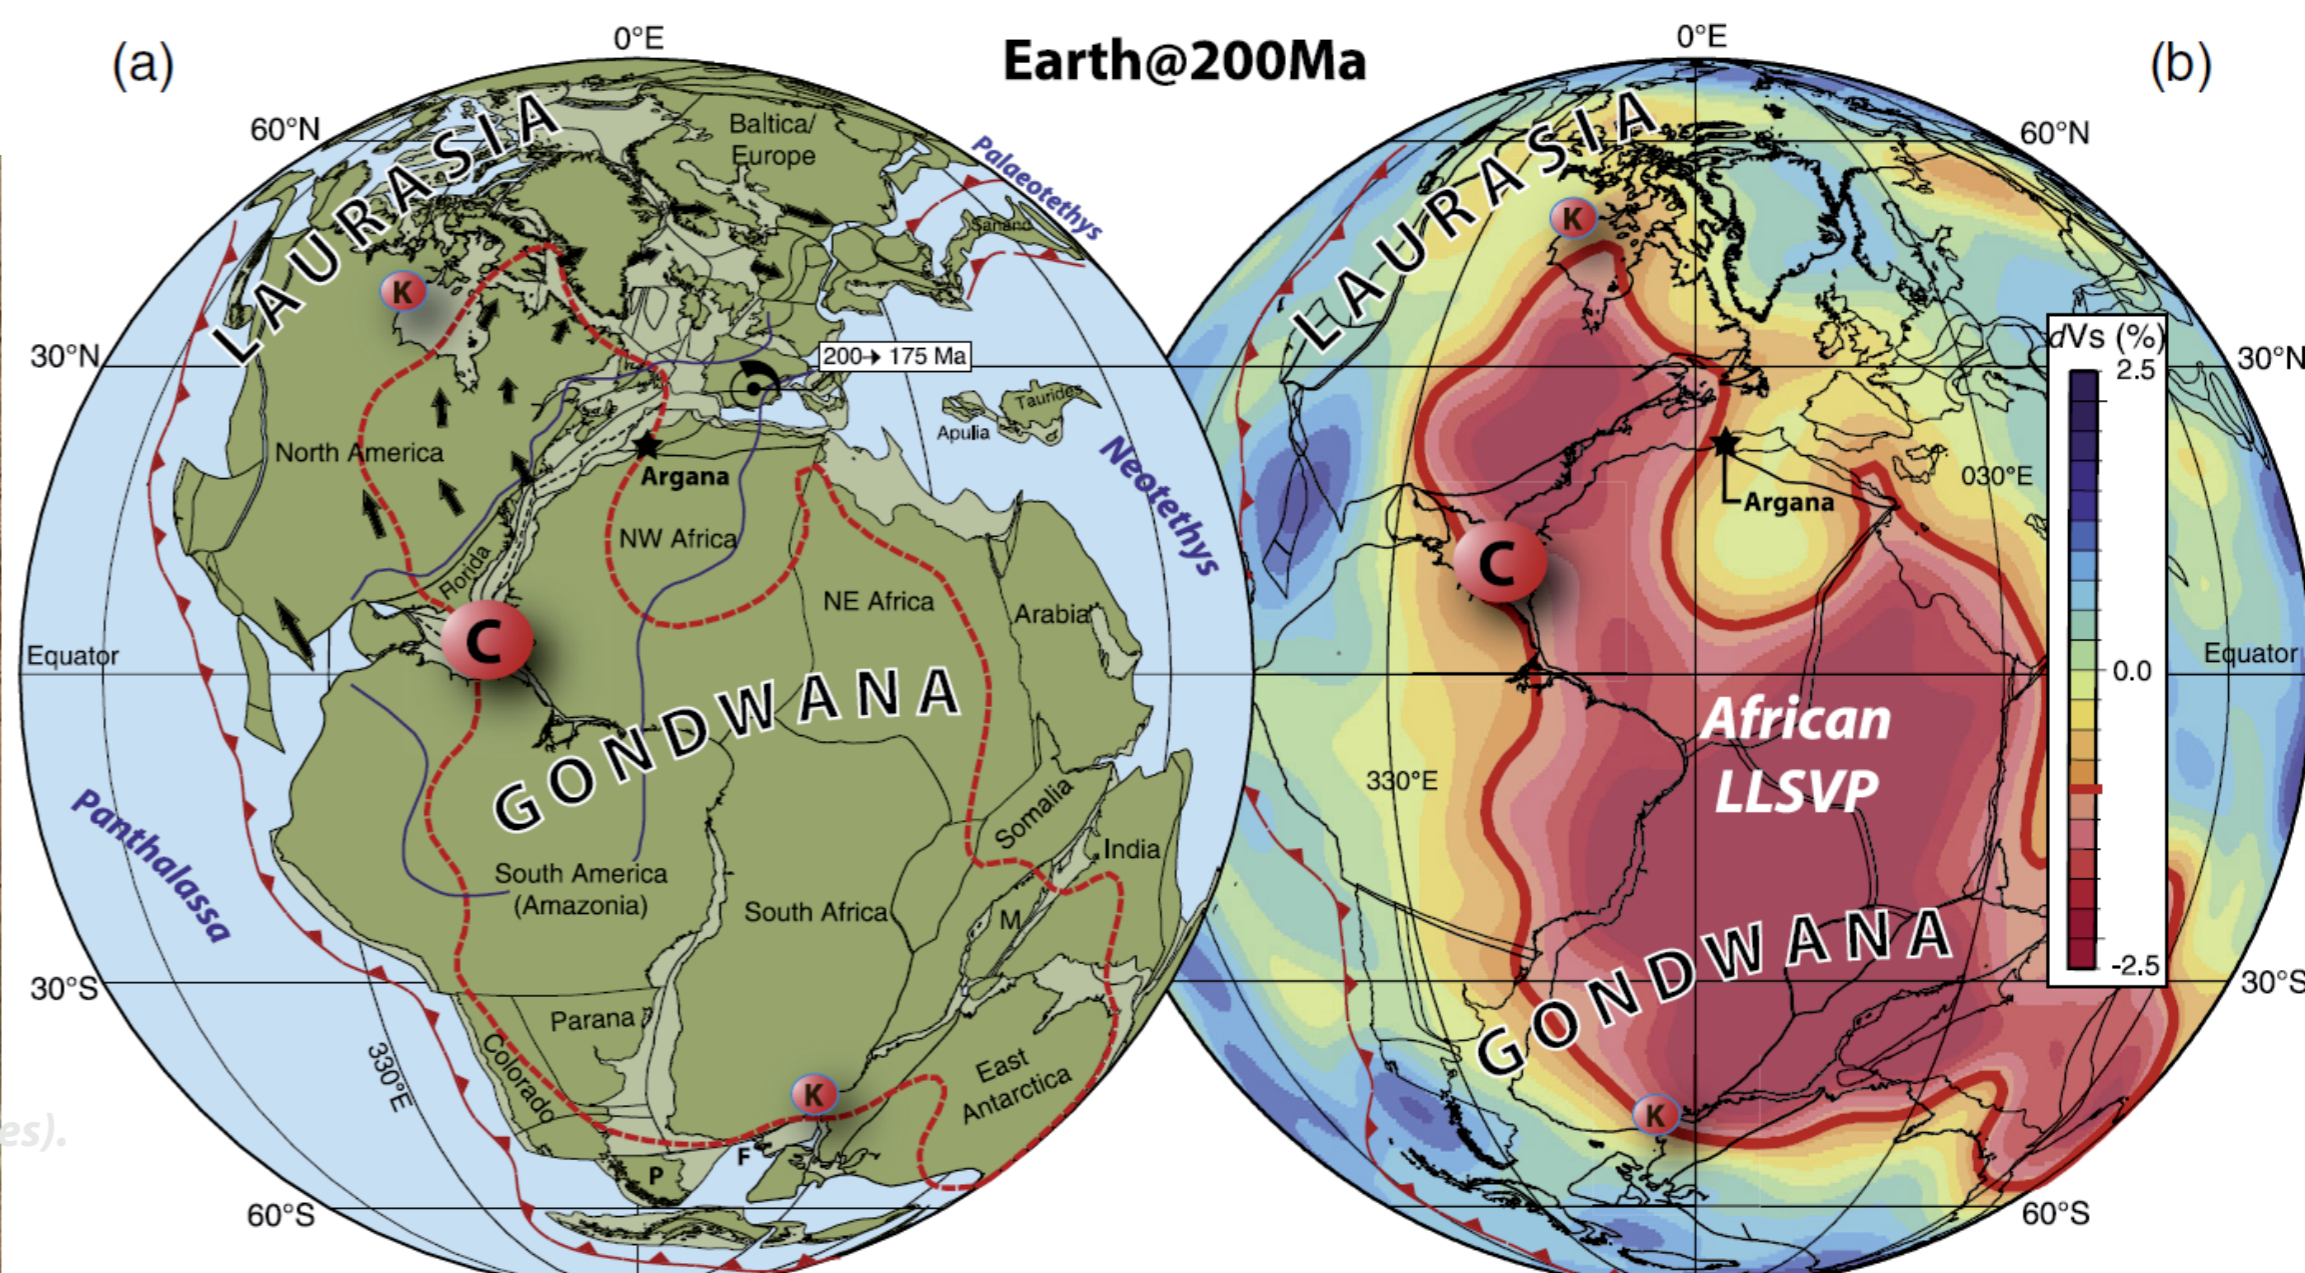 (a)
0°E
Earth@200Ma
0°E
(b)
60°N
Baltica/
Europe
Palaeotethys
60°N
LAURASIA
Sanand
LAURASIA
K
K
dVs (%)
2.5
30°N
200→ 175 Ma
30°N
North America
Taurides
Apulia
Argana
Neotethys
030°E
Argana
NW Africa
Florida
C
NE Africa
Arabia
C
Equator
Equator
0.0
GONDWANA
African
LLSVP
330°E
Panthalassa
Somalia
India
South America
(Amazonia)
South Africa
M
GONDWANA
-2.5
30°S
30°S
Parana
Colorado
330°E
East
Antarctica
K
K
es).
F
P
60°S
60°S